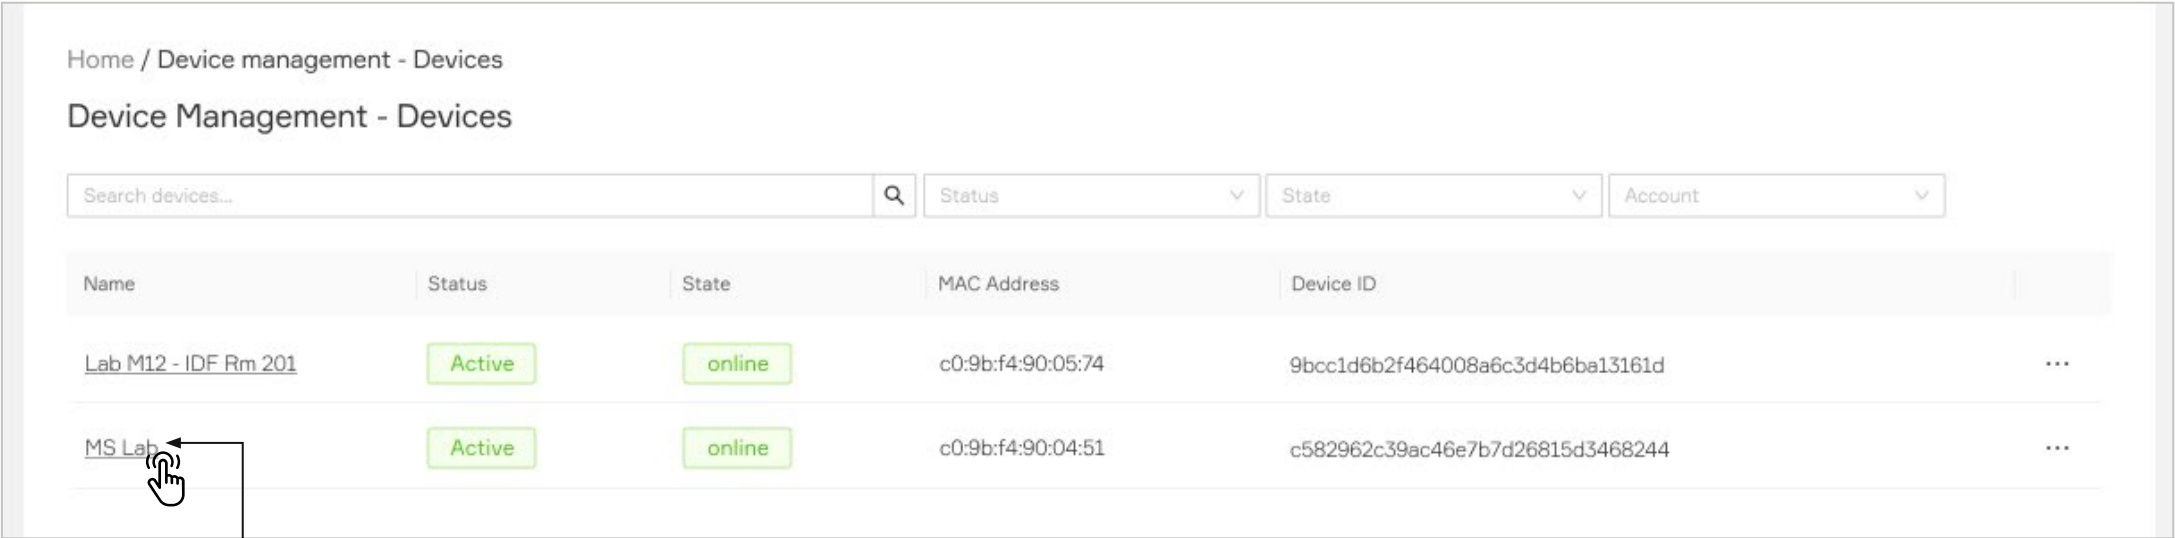 Home / Device management - Devices
Device Management - Devices
Search devices... Status State Account
Name Status State MAC Address Device ID
Lab M12 - IDF Rm 201 Active online c0:9b:f4:90:05:74 9bcc1d6b2f464008a6c3d4b6ba13161d ...
MS Lab Active online c0:9b:f4:90:04:51 c582962c39ac46e7b7d26815d3468244 ...